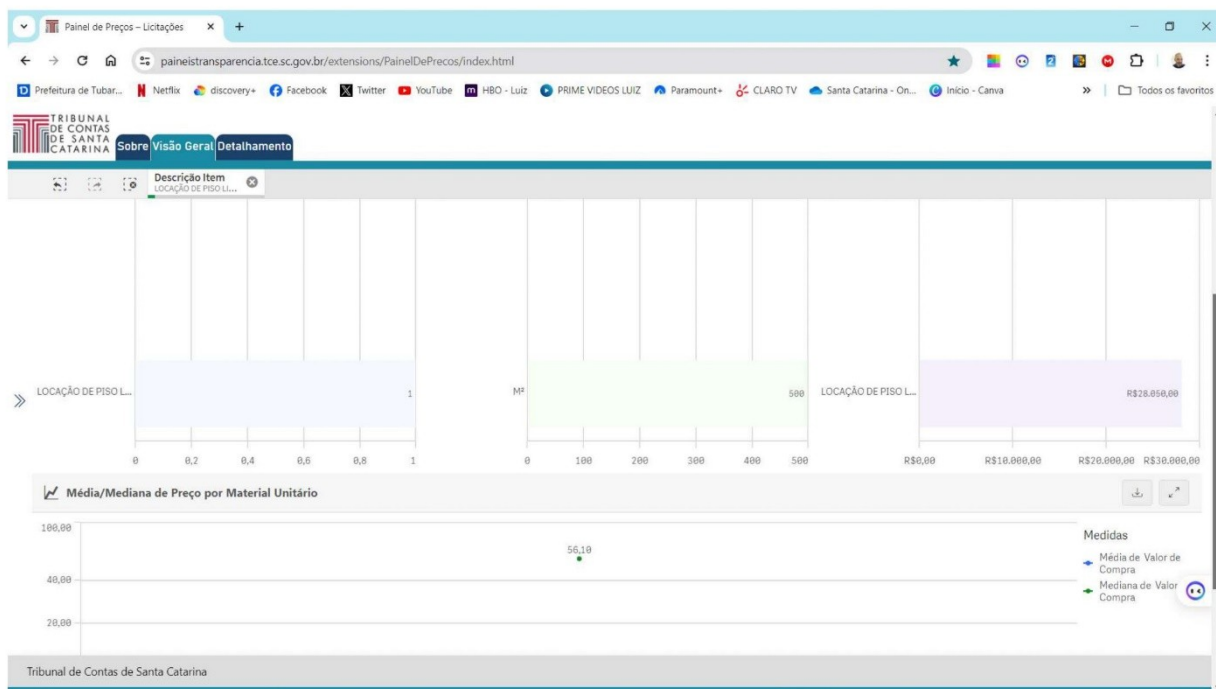 Painel de Preços – Licitações
paineistransparencia.tce.sc.gov.br/extensions/PainelDePrecos/index.html
Prefeitura de Tubar... Netflix discovery+ Facebook Twitter YouTube HBO - Luiz PRIME VIDEOS LUIZ Paramount+ CLARO TV Santa Catarina - On... Início - Canva » Todos os favoritos
TRIBUNAL
DE CONTAS
DE SANTA
CATARINA
Sobre Visão Geral Detalhamento
Descrição Item
LOCAÇÃO DE PISO LI...
LOCAÇÃO DE PISO L... 1 M² 500 LOCAÇÃO DE PISO L... R$28.050,00
0 0,2 0,4 0,6 0,8 1 0 100 200 300 400 500 R$0,00 R$10.000,00 R$20.000,00 R$30.000,00
Média/Mediana de Preço por Material Unitário
100,00
56,10
40,00
20,00
Medidas
Média de Valor de
Compra
Mediana de Valor
Compra
Tribunal de Contas de Santa Catarina